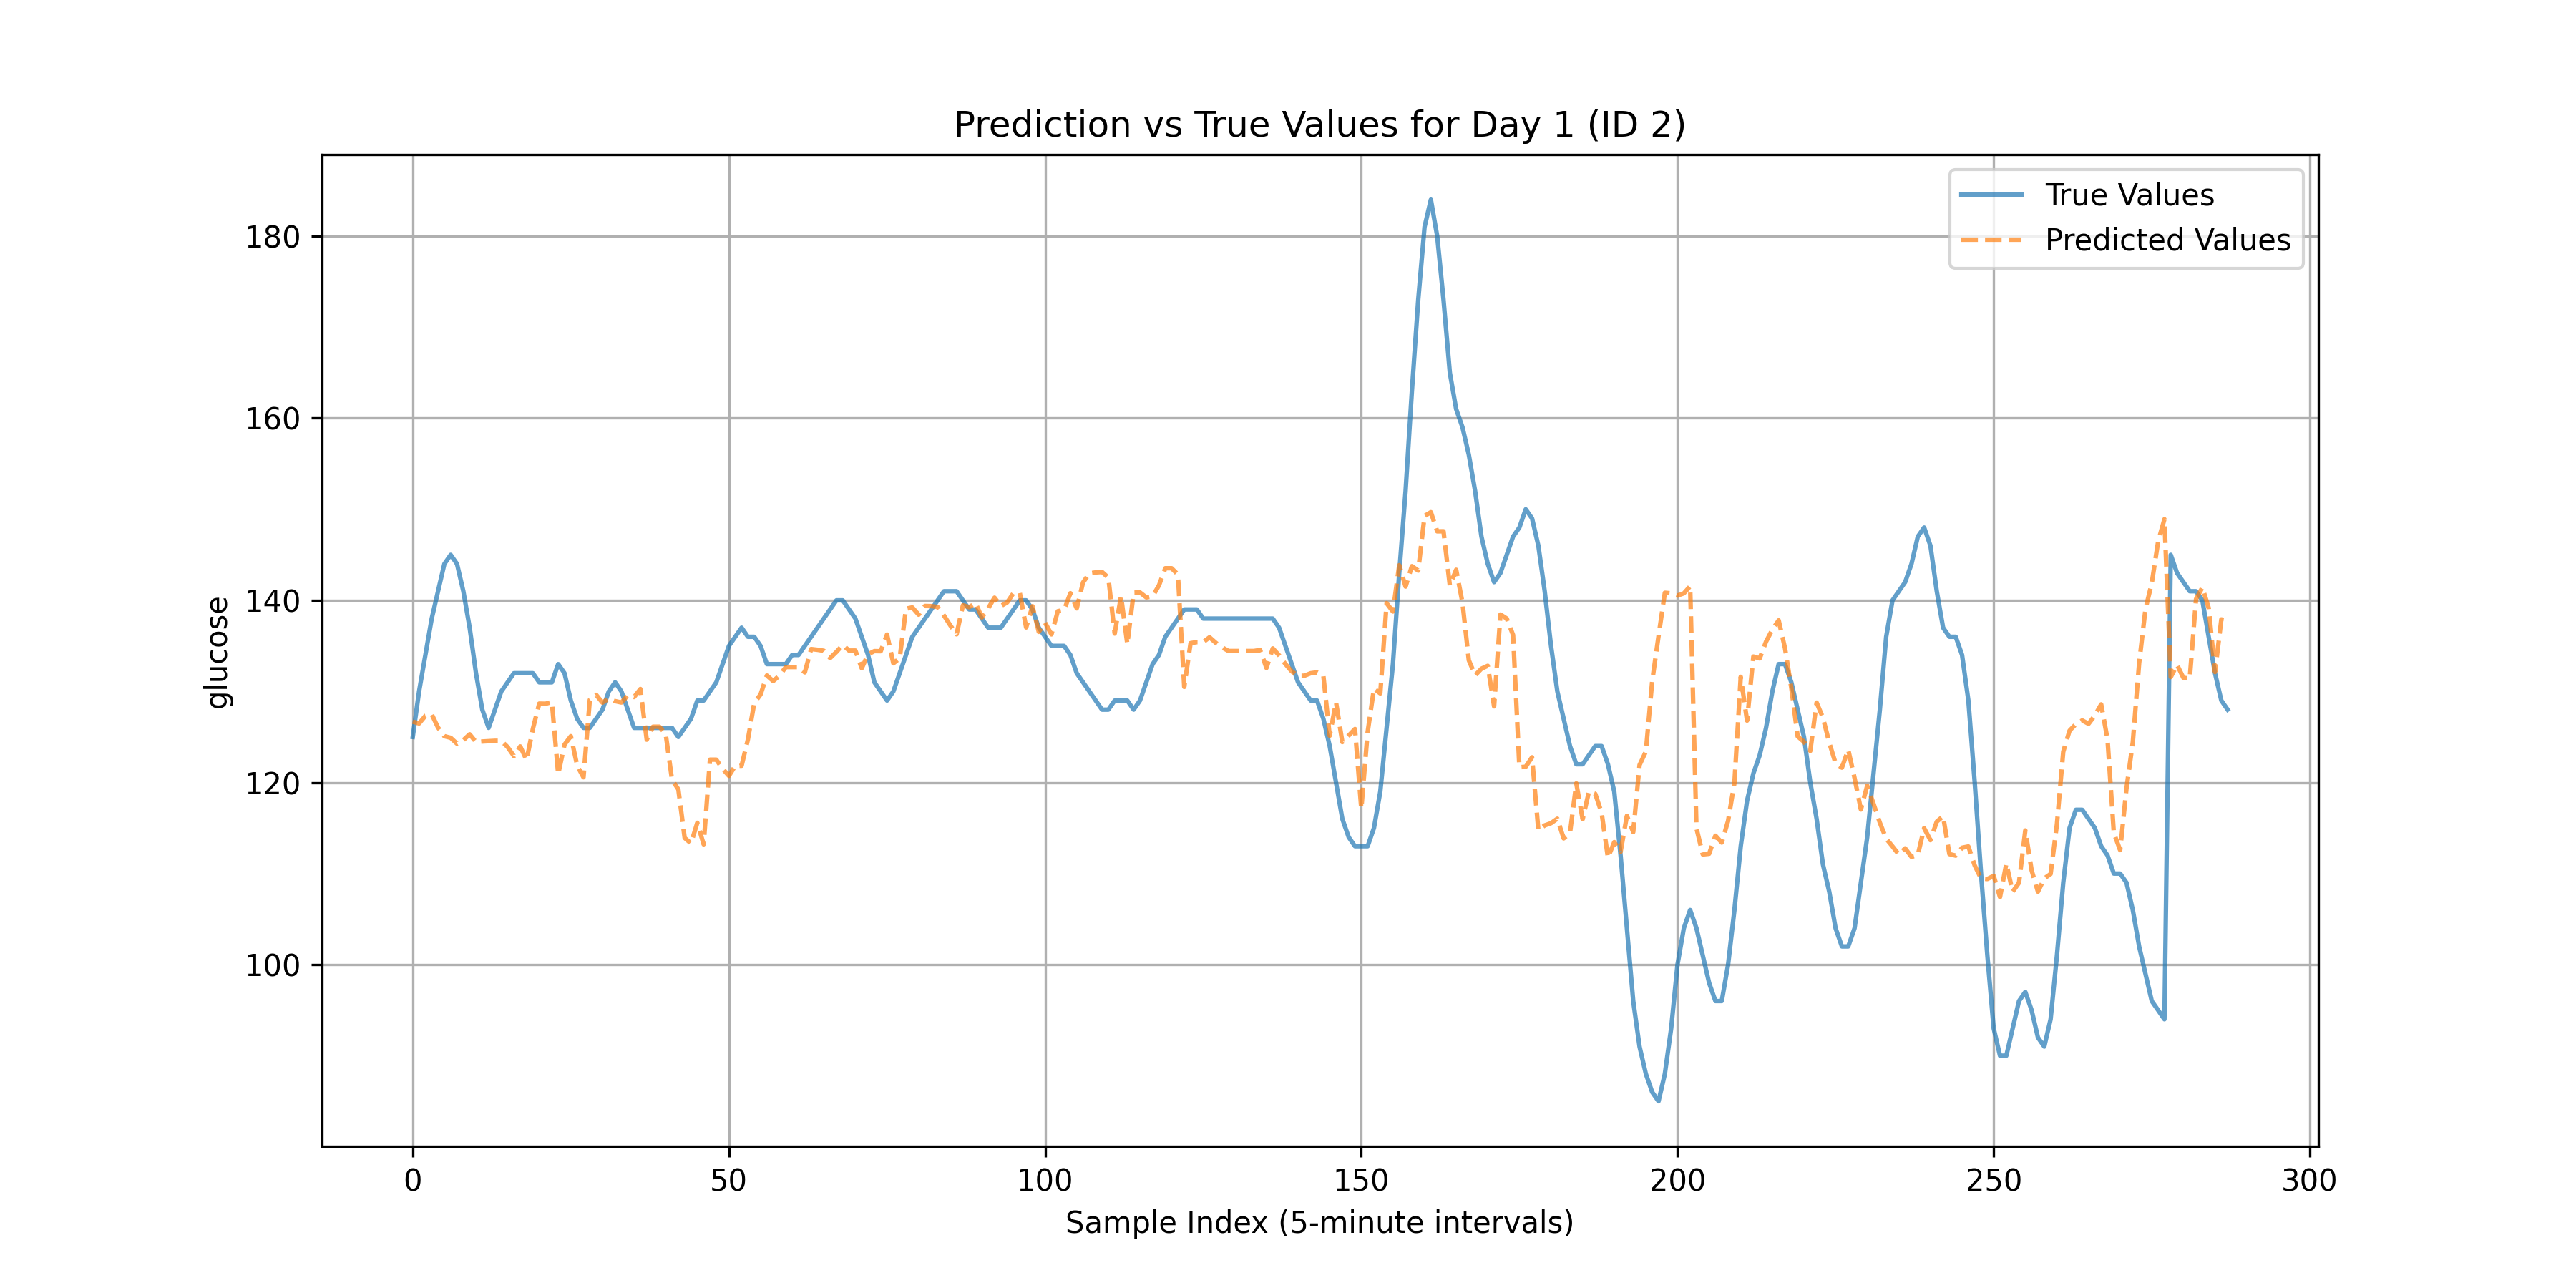 Prediction vs True Values for Day 1 (ID 2)
True Values
Predicted Values
glucose
180
160
140
120
100
0 50 100 150 200 250 300
Sample Index (5-minute intervals)